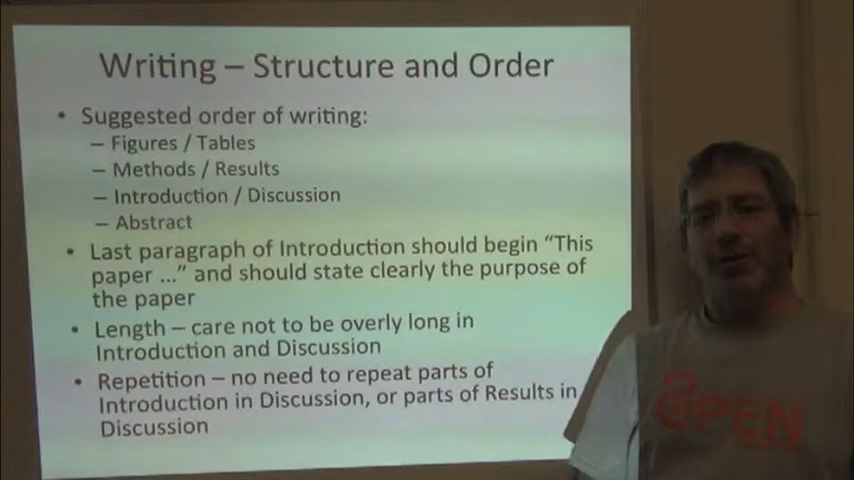 Writing – Structure and Order
• Suggested order of writing:
– Figures / Tables
– Methods / Results
– Introduction / Discussion
– Abstract
• Last paragraph of Introduction should begin “This
paper ...” and should state clearly the purpose of
the paper
• Length – care not to be overly long in
Introduction and Discussion
• Repetition – no need to repeat parts of
Introduction in Discussion, or parts of Results in
Discussion
OPEN